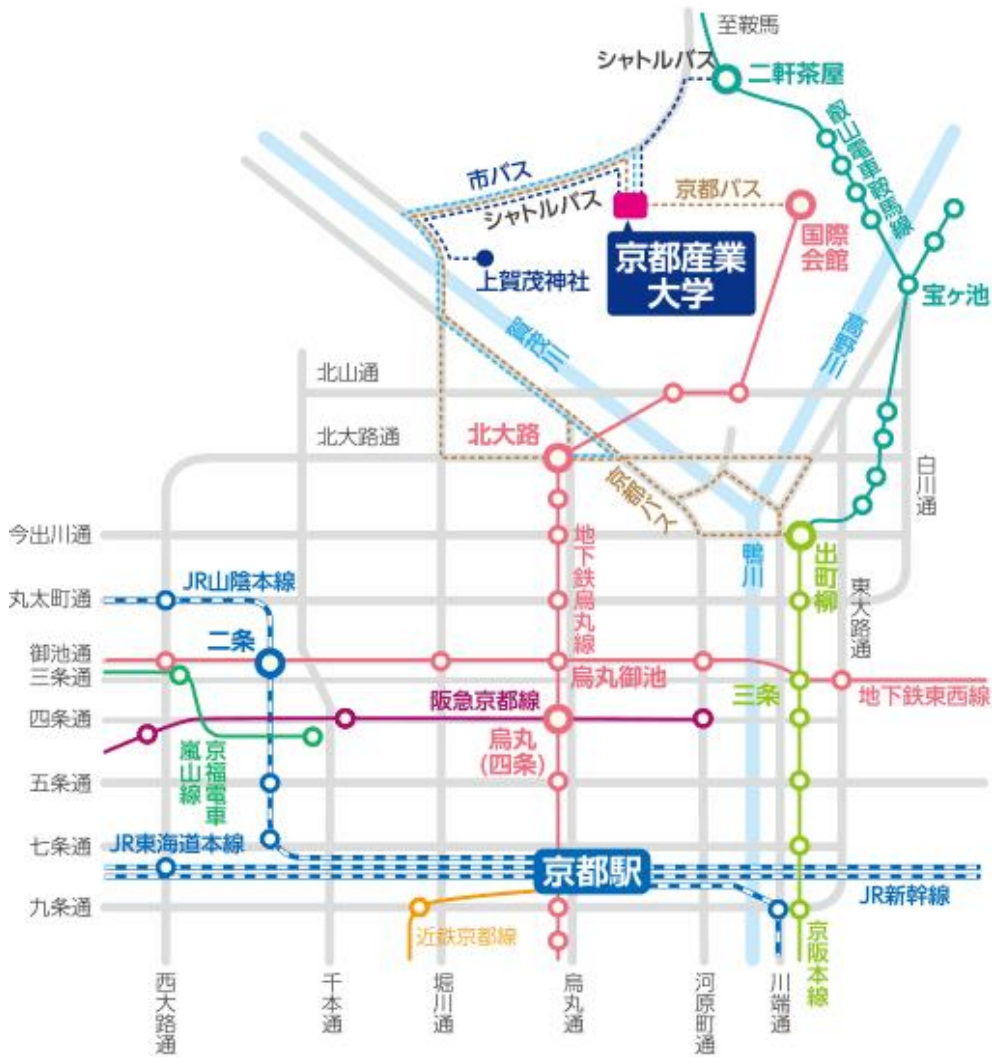 至鞍馬
シャトルバス
二軒茶屋
叡山電車鞍馬線
市バス
シャトルバス
京都バス
国際
会館
京都産業
大学
上賀茂神社
宝ヶ池
賀茂川
高野川
北山通
北大路通
北大路
京都バス
白川通
今出川通
地下鉄烏丸線
鴨川
出町柳
JR山陰本線
丸太町通
東大路通
二条
御池通
三条通
烏丸御池
三条
地下鉄東西線
阪急京都線
四条通
烏丸
(四条)
京福電車
嵐山線
五条通
七条通
JR東海道本線
京都駅
JR新幹線
九条通
近鉄京都線
京阪本線
西大路通
千本通
堀川通
烏丸通
河原町通
川端通